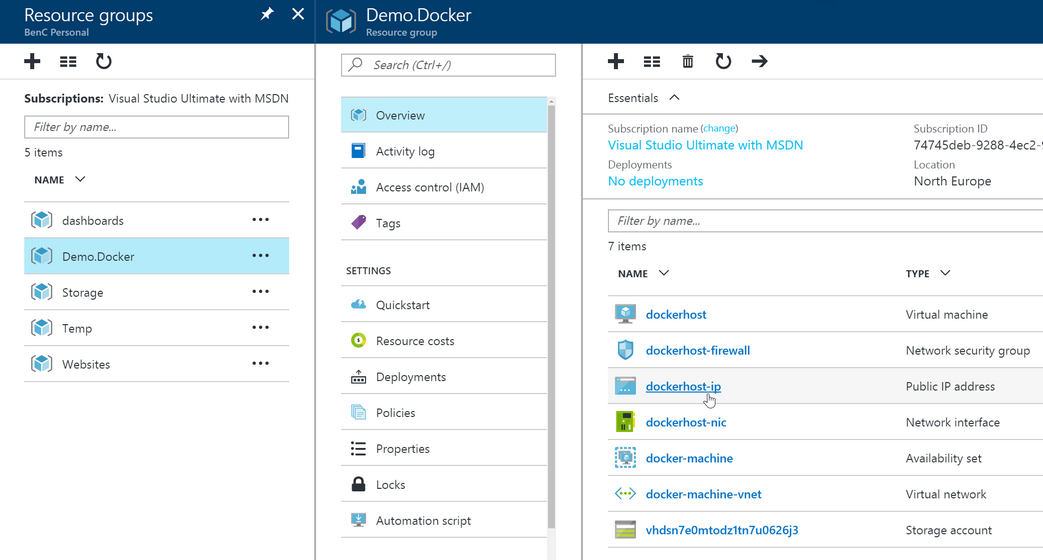 Resource groups
BenC Personal
Subscriptions: Visual Studio Ultimate with MSDN
Filter by name...
5 items
NAME
dashboards
Demo.Docker
Storage
Temp
Websites
Demo.Docker
Resource group
Search (Ctrl+/)
Overview
Activity log
Access control (IAM)
Tags
SETTINGS
Quickstart
Resource costs
Deployments
Policies
Properties
Locks
Automation script
Essentials
Subscription name (change) Subscription ID
Visual Studio Ultimate with MSDN 74745deb-9288-4ec2-
Deployments Location
No deployments North Europe
Filter by name...
7 items
NAME TYPE
dockerhost Virtual machine
dockerhost-firewall Network security group
dockerhost-ip Public IP address
dockerhost-nic Network interface
docker-machine Availability set
docker-machine-vnet Virtual network
vhdsn7e0mtodz1tn7u0626j3 Storage account